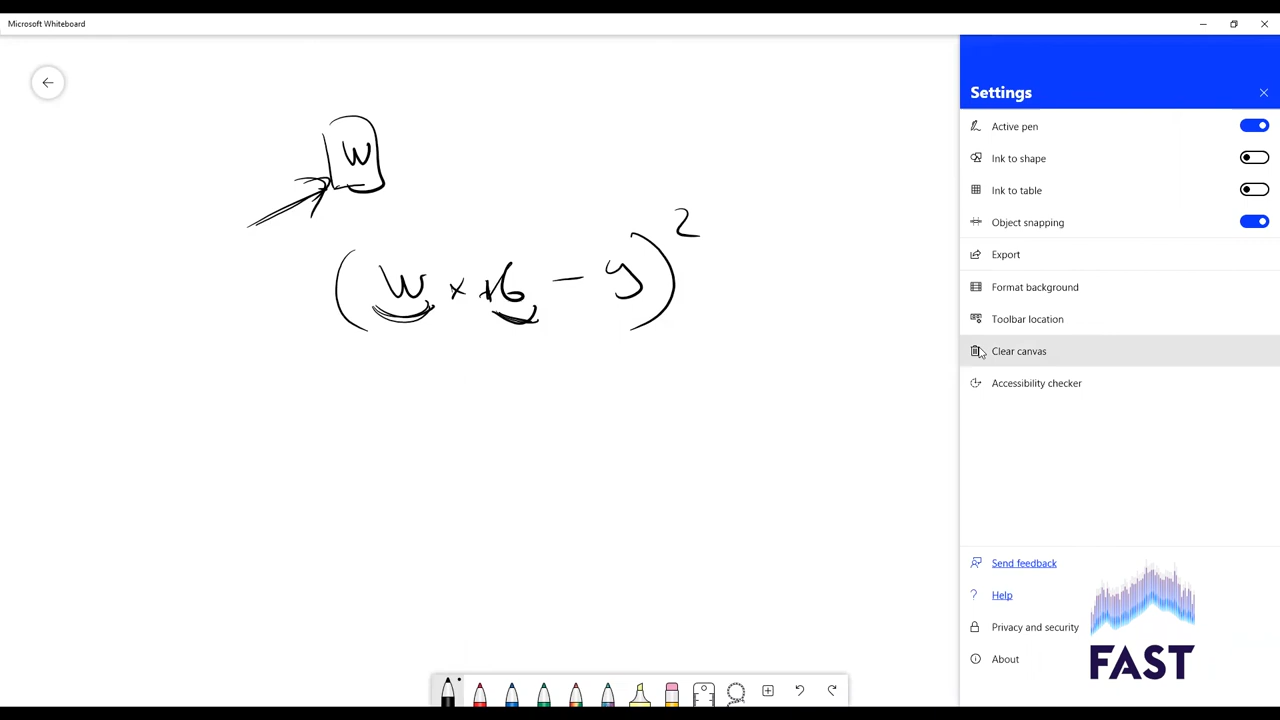 Microsoft Whiteboard
Settings
Active pen
Ink to shape
Ink to table
Object snapping
Export
Format background
Toolbar location
Clear canvas
Accessibility checker
W
(W × - y)²
Send feedback
Help
Privacy and security
About
FAST